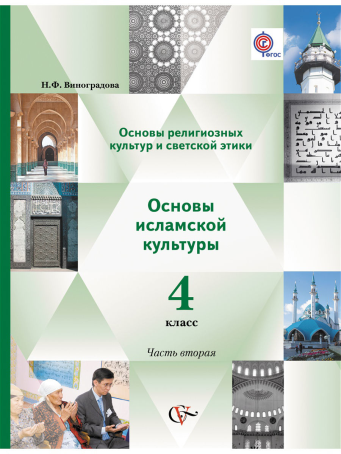 ФГОС
Н.Ф. Виноградова
Основы религиозных
культур и светской этики
Основы
исламской
культуры
4
класс
Часть вторая